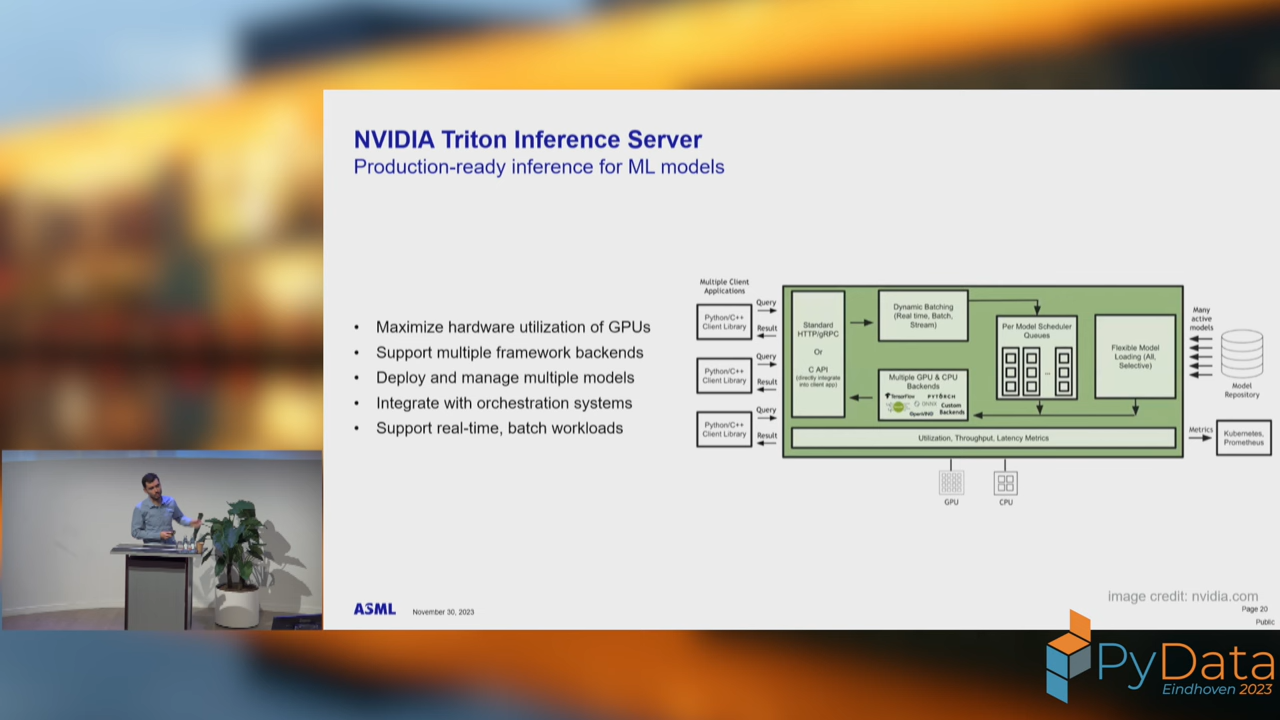 NVIDIA Triton Inference Server
Production-ready inference for ML models
• Maximize hardware utilization of GPUs
• Support multiple framework backends
• Deploy and manage multiple models
• Integrate with orchestration systems
• Support real-time, batch workloads
Multiple Client
Applications
Python/C++
Client Library
Query
Result
Python/C++
Client Library
Query
Result
Python/C++
Client Library
Query
Result
Standard
HTTP/gRPC
Or
C API
(directly integrate
into client app)
Dynamic Batching
(Real time, Batch,
Stream)
Multiple GPU & CPU
Backends
TensorFlow
PYTORCH
ONNX
OpenVINO
Custom
Backends
Per Model Scheduler
Queues
Flexible Model
Loading (All,
Selective)
Utilization, Throughput, Latency Metrics
Many
active
models
Model
Repository
Metrics
Kubernetes,
Prometheus
GPU
CPU
image credit: nvidia.com
ASML
November 30, 2023
Page 20
Public
PyData
Eindhoven 2023